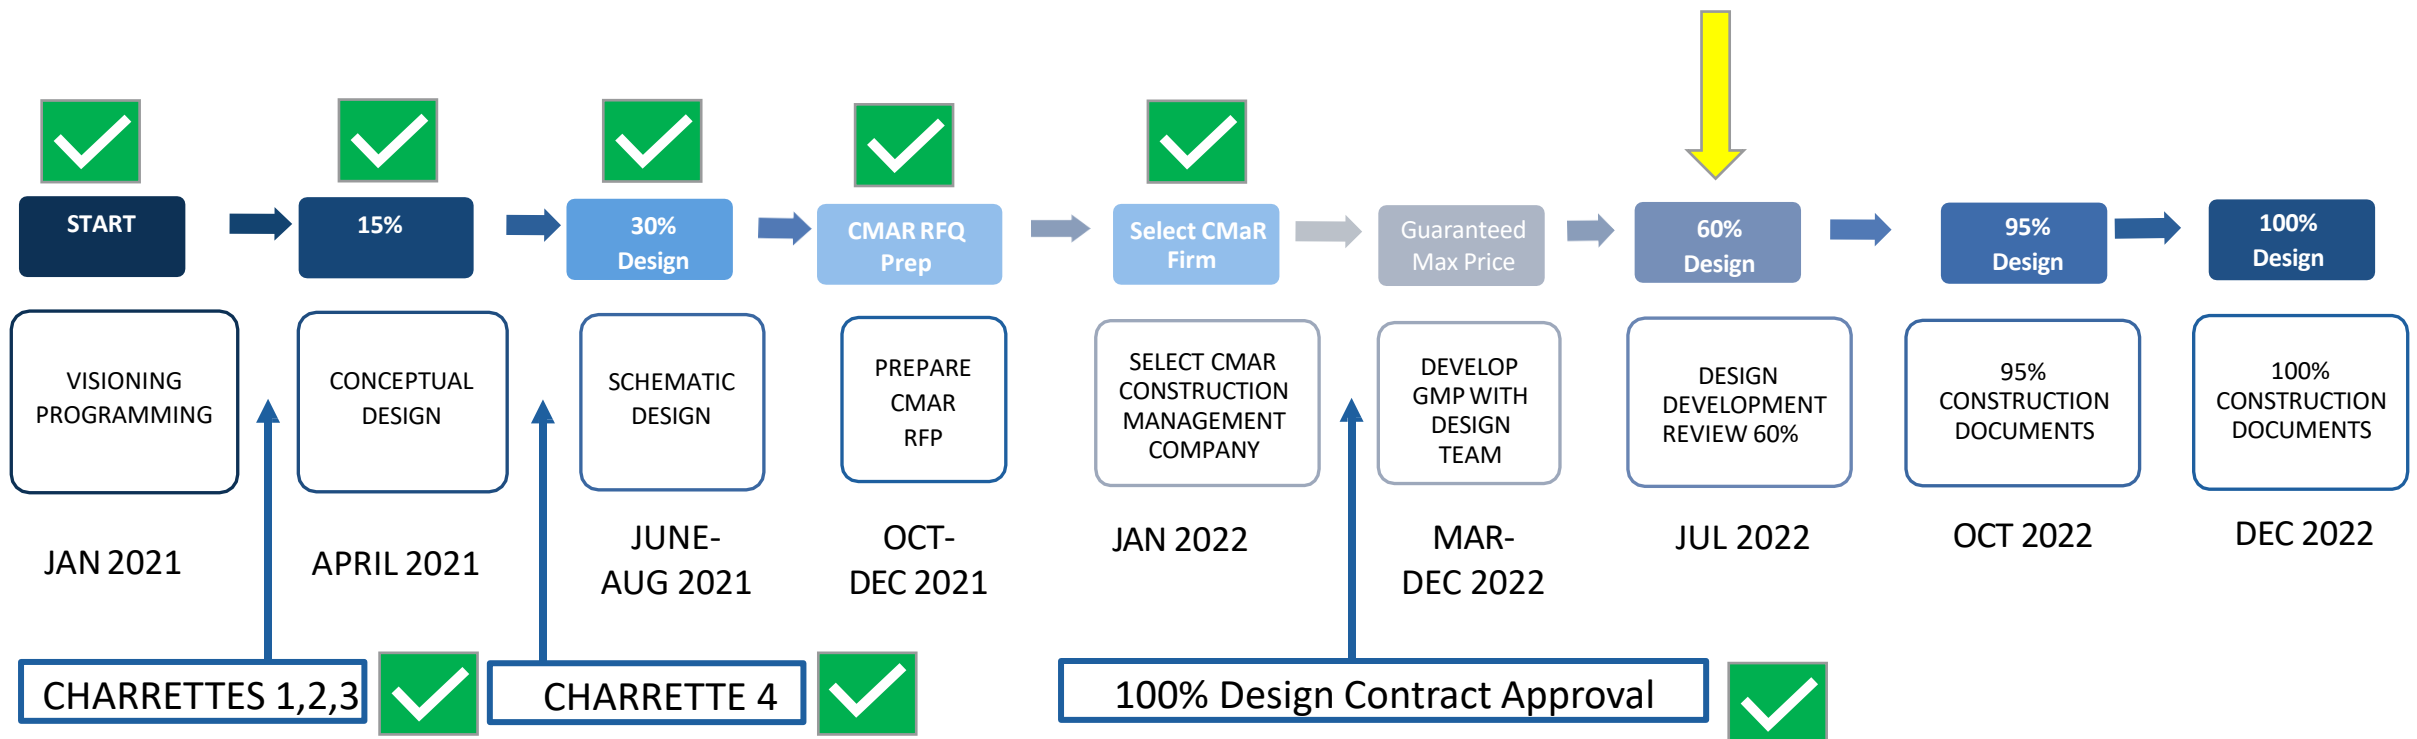 START
15%
30%
Design
CMAR RFQ
Prep
Select CMaR
Firm
Guaranteed
Max Price
60%
Design
95%
Design
100%
Design
VISIONING
PROGRAMMING
CONCEPTUAL
DESIGN
SCHEMATIC
DESIGN
PREPARE
CMAR
RFP
SELECT CMAR
CONSTRUCTION
MANAGEMENT
COMPANY
DEVELOP
GMP WITH
DESIGN
TEAM
DESIGN
DEVELOPMENT
REVIEW 60%
95%
CONSTRUCTION
DOCUMENTS
100%
CONSTRUCTION
DOCUMENTS
JAN 2021
APRIL 2021
JUNE-
AUG 2021
OCT-
DEC 2021
JAN 2022
MAR-
DEC 2022
JUL 2022
OCT 2022
DEC 2022
CHARRETTES 1,2,3
CHARRETTE 4
100% Design Contract Approval